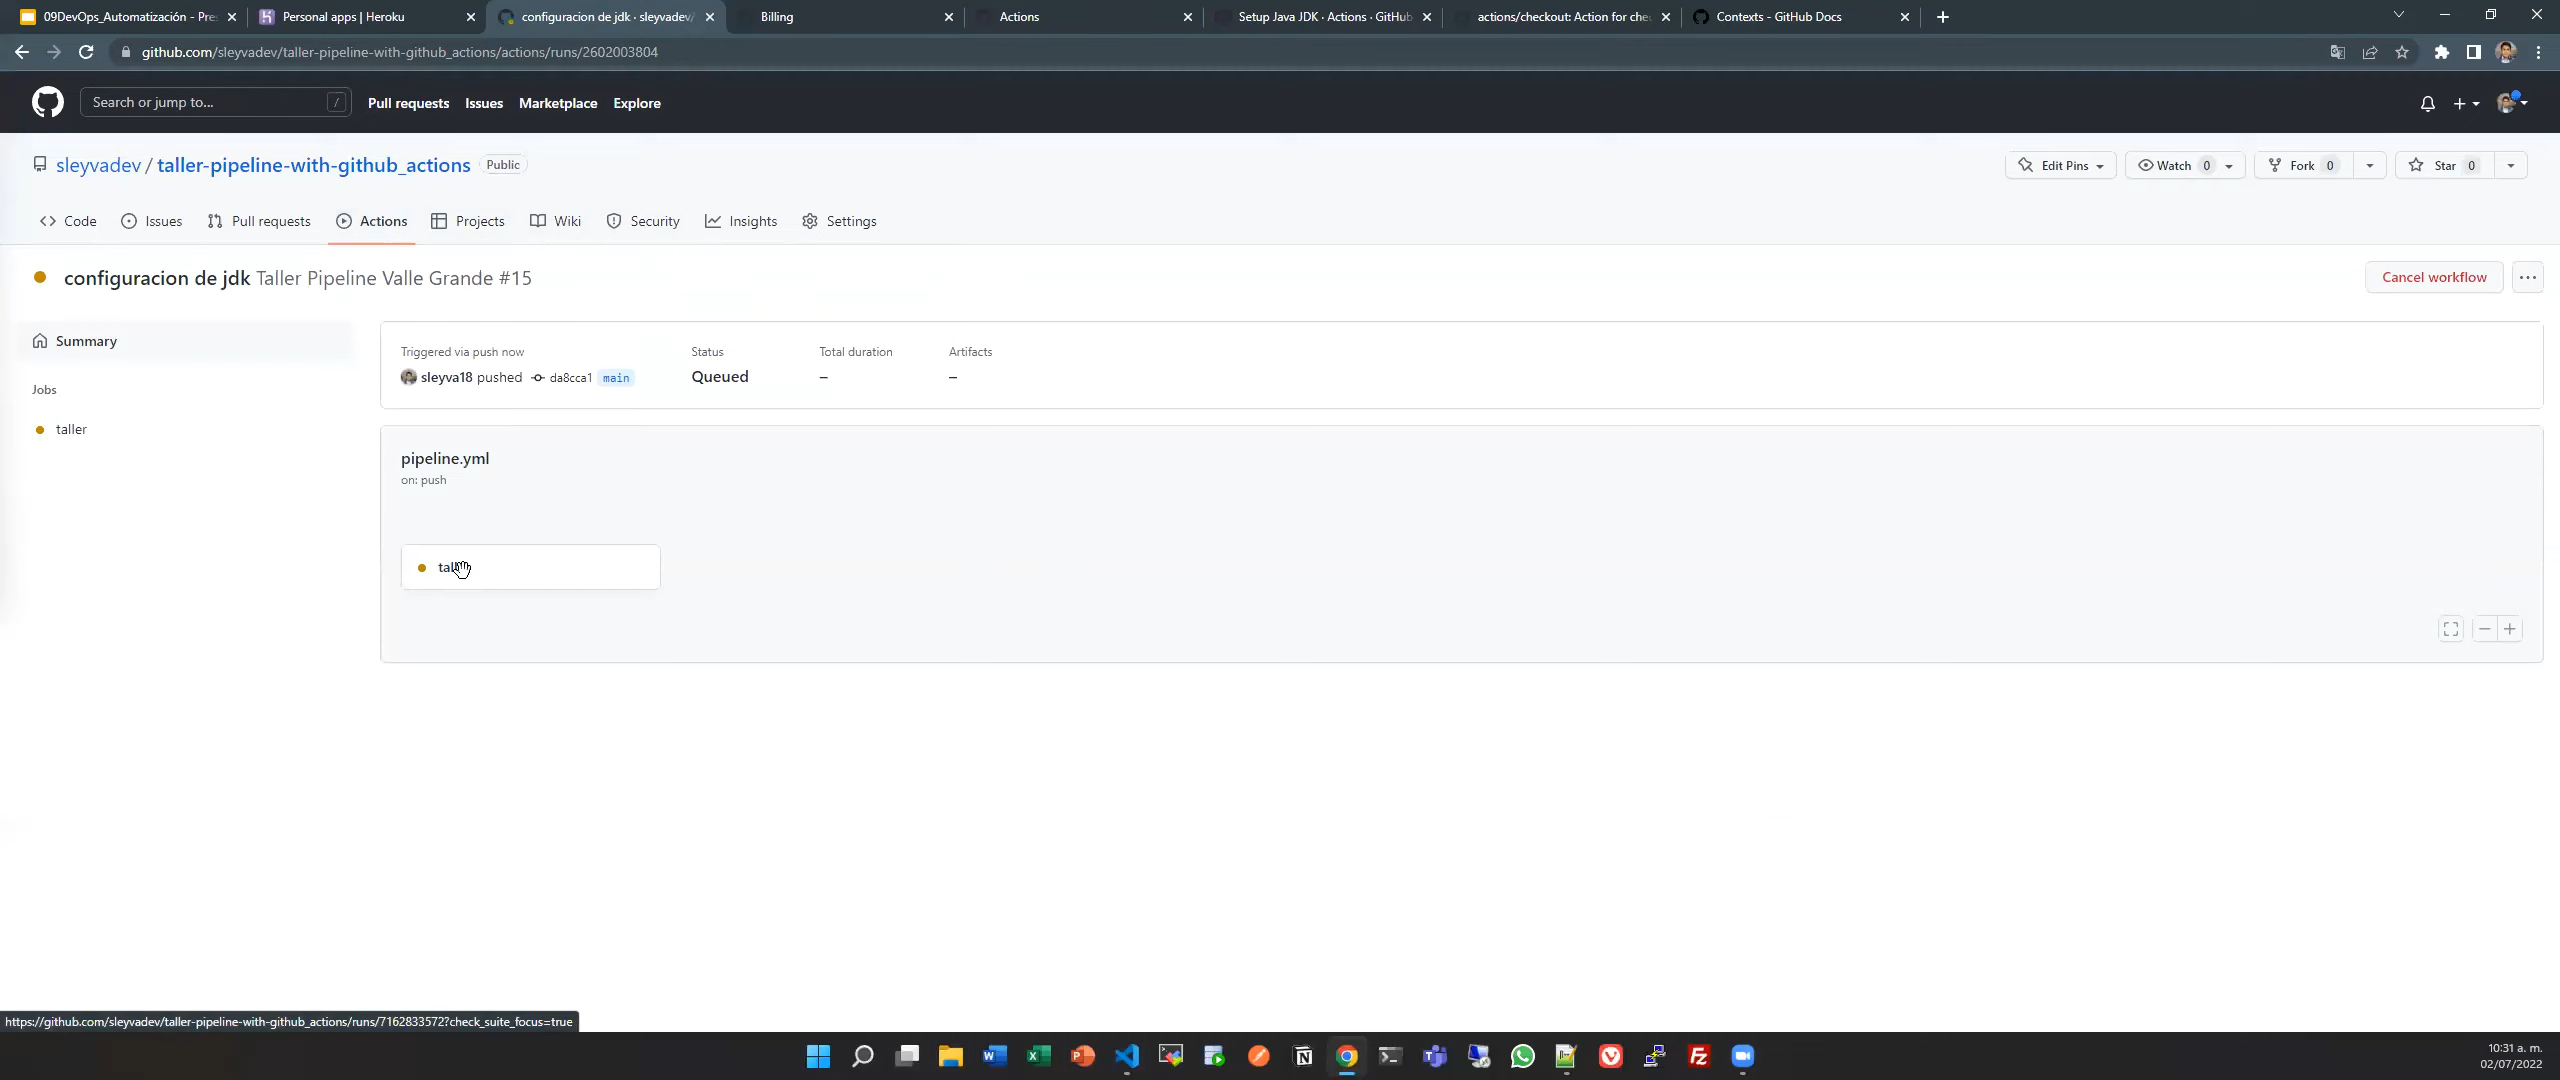 09DevOps_Automatización - Pre
Personal apps | Heroku
configuracion de jdk · sleyvadev/
Billing
Actions
Setup Java JDK · Actions · GitHub
actions/checkout: Action for che
Contexts - GitHub Docs
github.com/sleyvadev/taller-pipeline-with-github_actions/actions/runs/2602003804
Search or jump to...
/
Pull requests
Issues
Marketplace
Explore
sleyvadev / taller-pipeline-with-github_actions
Public
Edit Pins
Watch 0
Fork 0
Star 0
Code
Issues
Pull requests
Actions
Projects
Wiki
Security
Insights
Settings
configuracion de jdk Taller Pipeline Valle Grande #15
Cancel workflow
Summary
Jobs
taller
Triggered via push now
sleyva18 pushed da8cca1 main
Status
Queued
Total duration
–
Artifacts
–
pipeline.yml
on: push
https://github.com/sleyvadev/taller-pipeline-with-github_actions/runs/7162833572?check_suite_focus=true
10:31 a. m.
02/07/2022